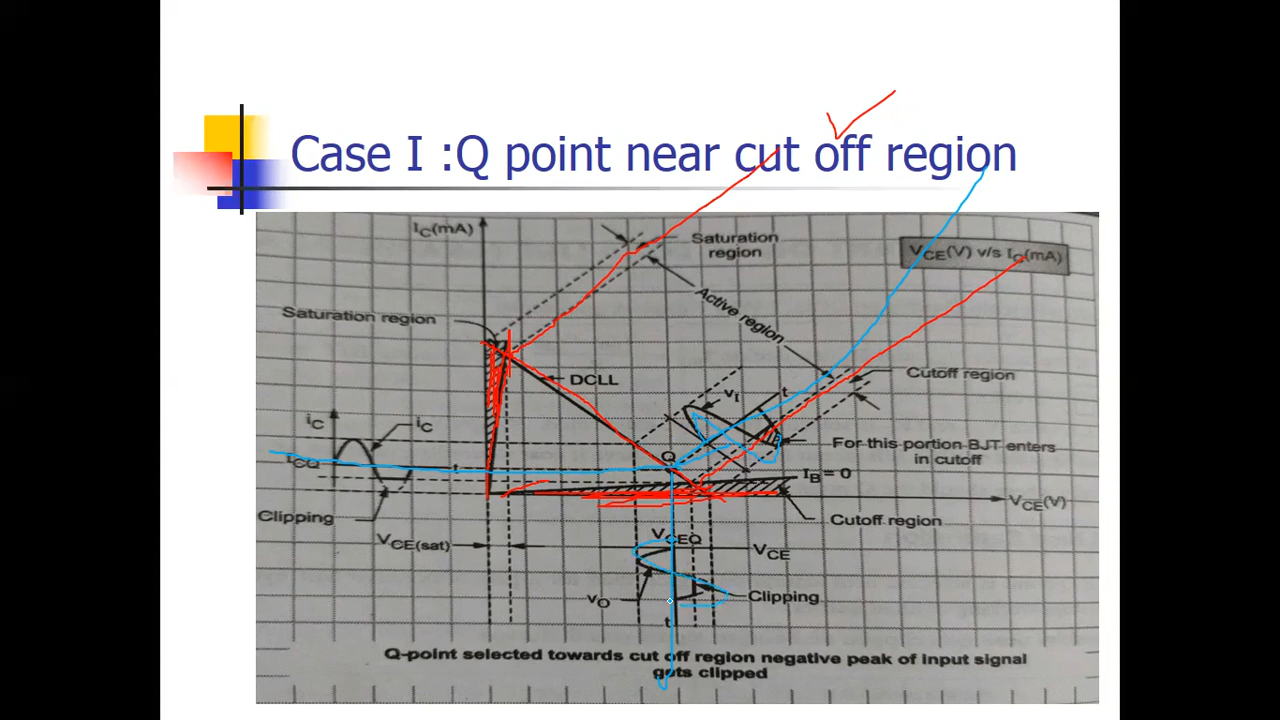 Case I :Q point near cut off region
IC(mA)
Saturation
region
VCE(V) v/s IC(mA)
Saturation region
Active region
DCLL
Cutoff region
vI
t
iC
iC
For this portion BJT enters
in cutoff
Q
ICQ
t
IB = 0
VCE(V)
Clipping
Cutoff region
VCE(sat)
VCEQ
VCE
vO
Clipping
t
Q-point selected towards cut off region negative peak of input signal
gets clipped